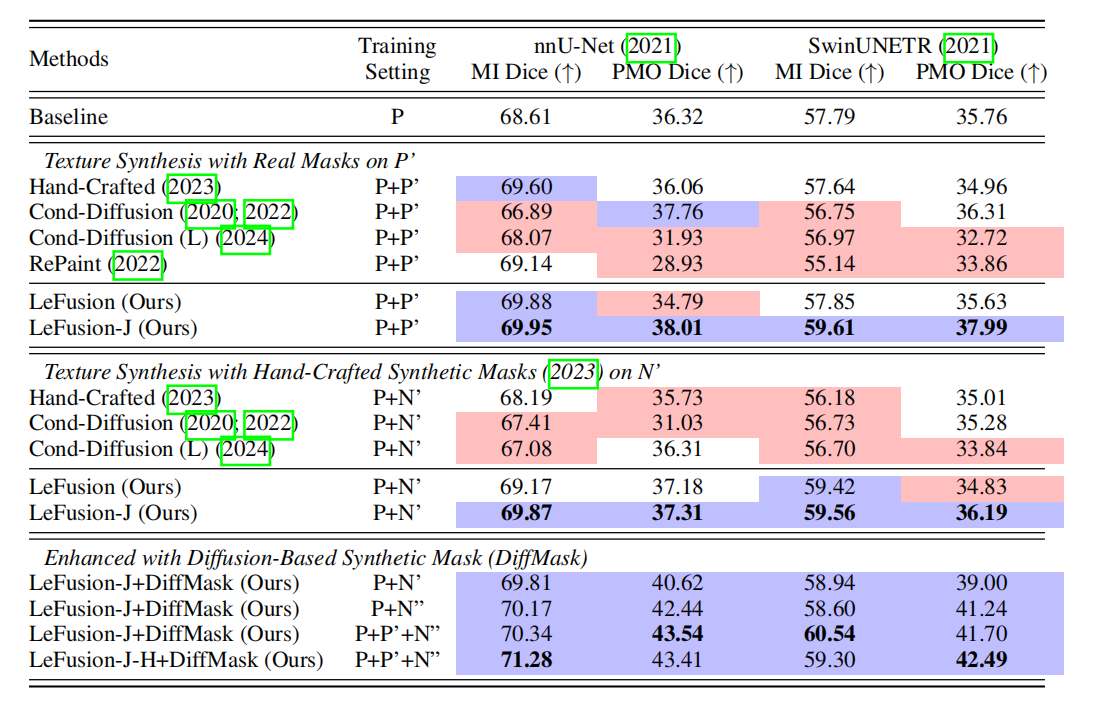 Methods Training Setting nnU-Net (2021) SwinUNETR (2021)
MI Dice (↑) PMO Dice (↑) MI Dice (↑) PMO Dice (↑)
Baseline P 68.61 36.32 57.79 35.76
Texture Synthesis with Real Masks on P’
Hand-Crafted (2023) P+P’ 69.60 36.06 57.64 34.96
Cond-Diffusion (2020; 2022) P+P’ 66.89 37.76 56.75 36.31
Cond-Diffusion (L) (2024) P+P’ 68.07 31.93 56.97 32.72
RePaint (2022) P+P’ 69.14 28.93 55.14 33.86
LeFusion (Ours) P+P’ 69.88 34.79 57.85 35.63
LeFusion-J (Ours) P+P’ 69.95 38.01 59.61 37.99
Texture Synthesis with Hand-Crafted Synthetic Masks (2023) on N’
Hand-Crafted (2023) P+N’ 68.19 35.73 56.18 35.01
Cond-Diffusion (2020; 2022) P+N’ 67.41 31.03 56.73 35.28
Cond-Diffusion (L) (2024) P+N’ 67.08 36.31 56.70 33.84
LeFusion (Ours) P+N’ 69.17 37.18 59.42 34.83
LeFusion-J (Ours) P+N’ 69.87 37.31 59.56 36.19
Enhanced with Diffusion-Based Synthetic Mask (DiffMask)
LeFusion-J+DiffMask (Ours) P+N’ 69.81 40.62 58.94 39.00
LeFusion-J+DiffMask (Ours) P+N” 70.17 42.44 58.60 41.24
LeFusion-J+DiffMask (Ours) P+P’+N” 70.34 43.54 60.54 41.70
LeFusion-J-H+DiffMask (Ours) P+P’+N” 71.28 43.41 59.30 42.49